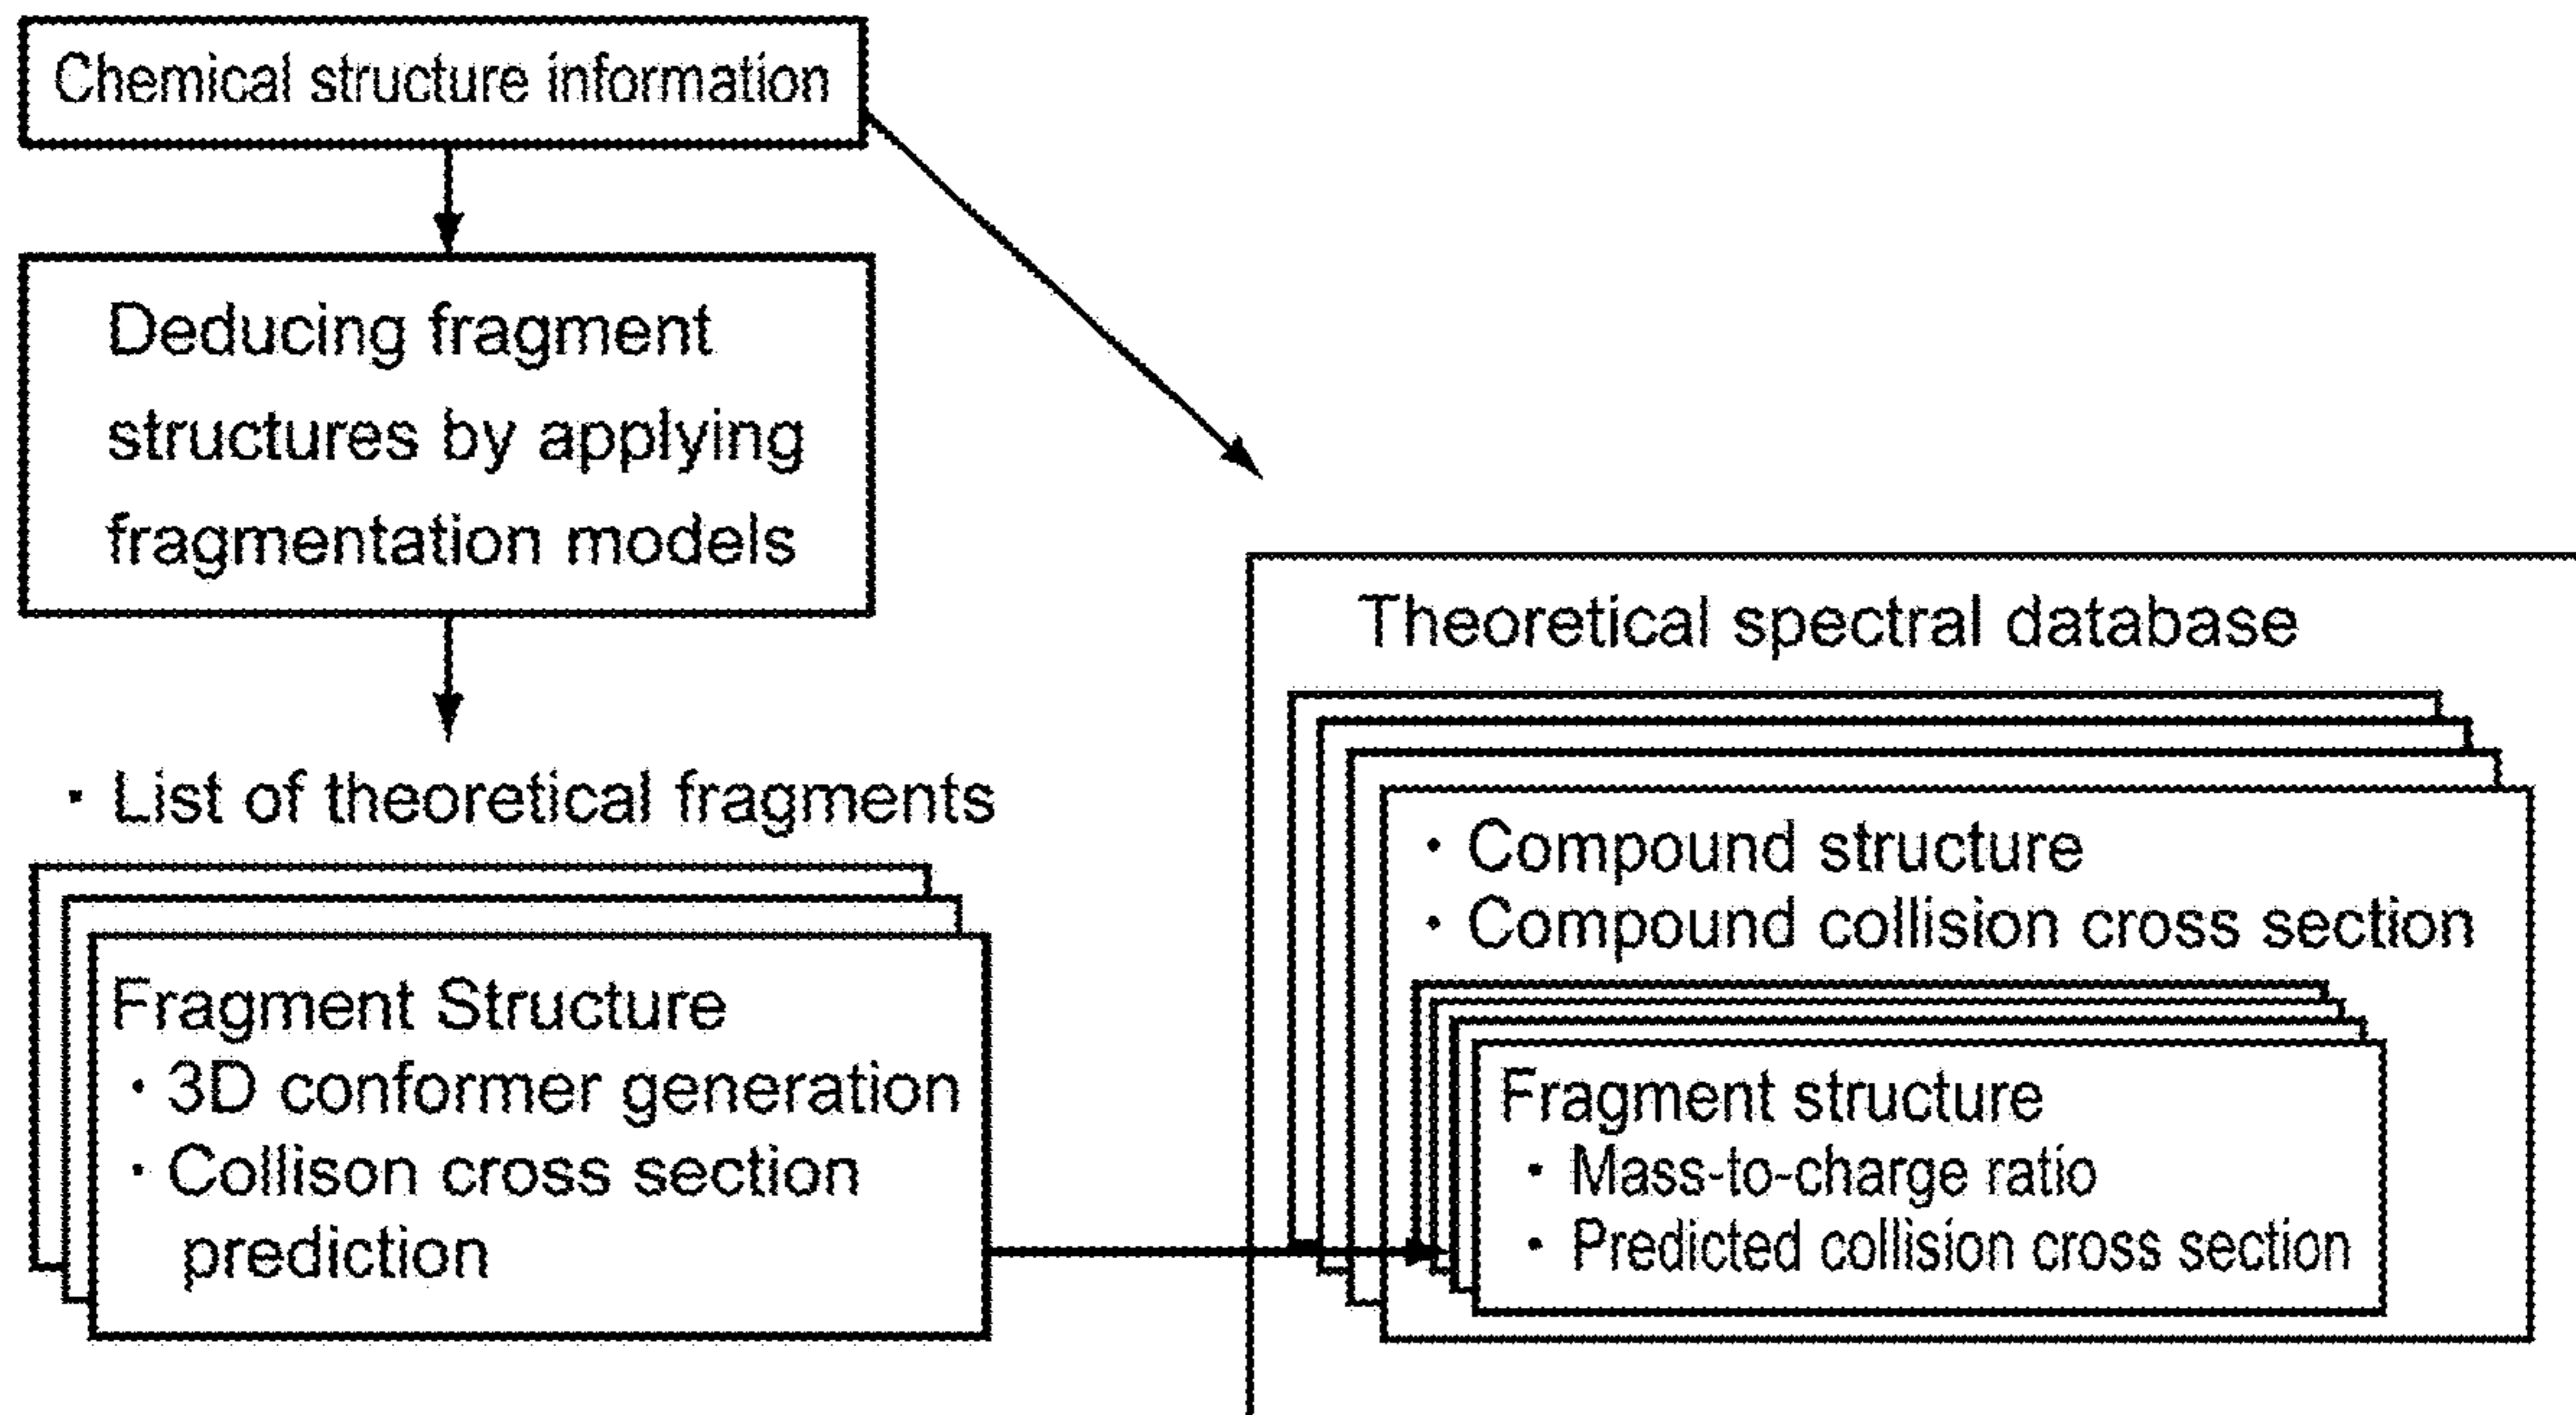 Chemical structure information
Deducing fragment
structures by applying
fragmentation models
· List of theoretical fragments
Fragment Structure
· 3D conformer generation
· Collison cross section
prediction
Theoretical spectral database
· Compound structure
· Compound collision cross section
Fragment structure
· Mass-to-charge ratio
· Predicted collision cross section